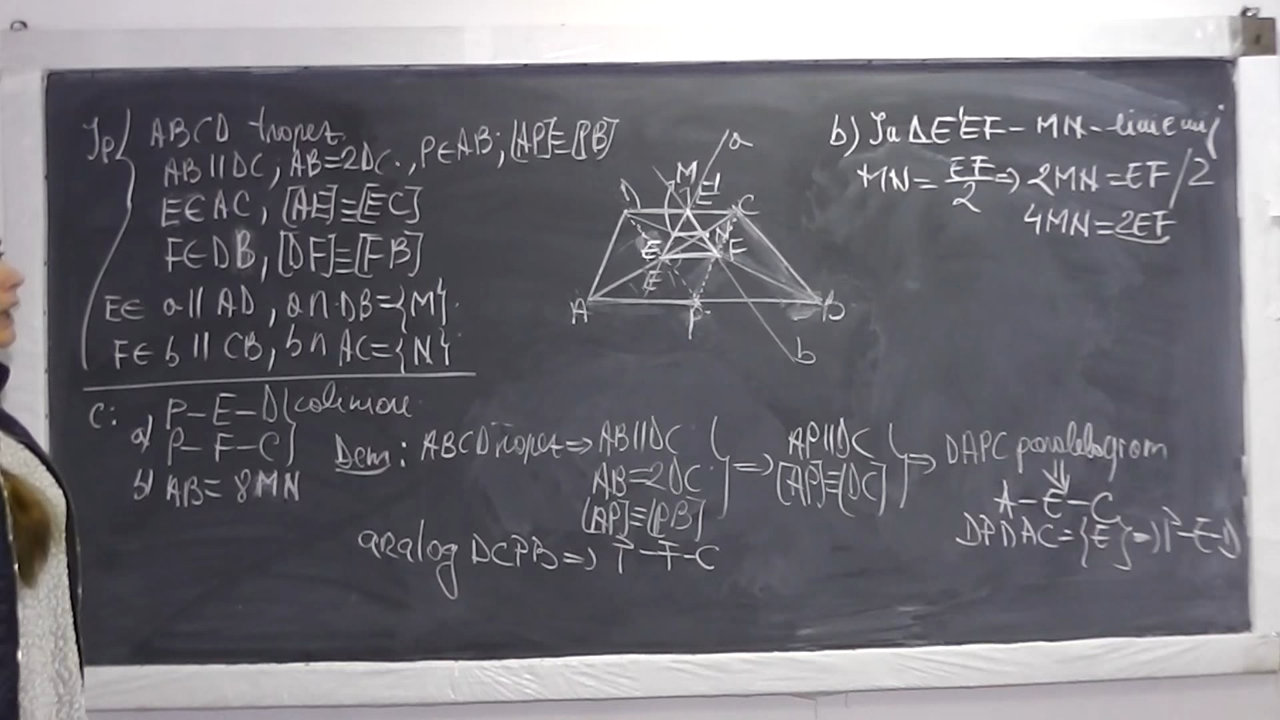 Ip ABCD trapez
AB∥DC, AB=2DC., P∈AB; [AP]≡[PB]
E∈AC, [AE]≡[EC]
F∈DB, [DF]≡[FB]
E∈ a∥AD, a∩DB={M}.
F∈ b∥CB, b∩AC={N}
C: a) P-E-D
P-F-C
coliniare
b) AB=8MN
Dem: ABCD trapez ⇒ AB∥DC
AB=2DC
[AP]≡[PB]
⇒ AP∥DC
[AP]≡[DC]
⇒ DAPC paralelogram
⇓
A-E-C
DP∩AC={E} ⇒ P-E-D
analog DCPB ⇒ P-F-C
a
M
D E' C
N
E F
E
A P B
b
b) In ΔE'EF- MN- linie mij
MN= EF/2 ⇒ 2MN=EF /2
4MN=2EF